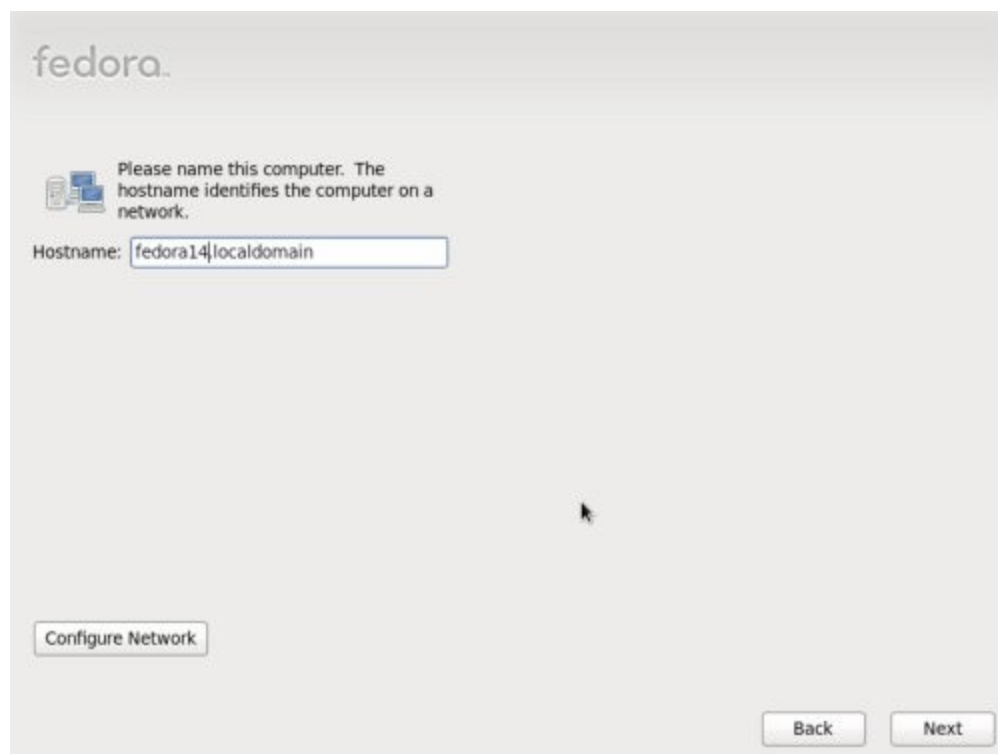 fedora
Please name this computer. The
hostname identifies the computer on a
network.
Hostname: fedora14.localdomain
Configure Network
Back Next